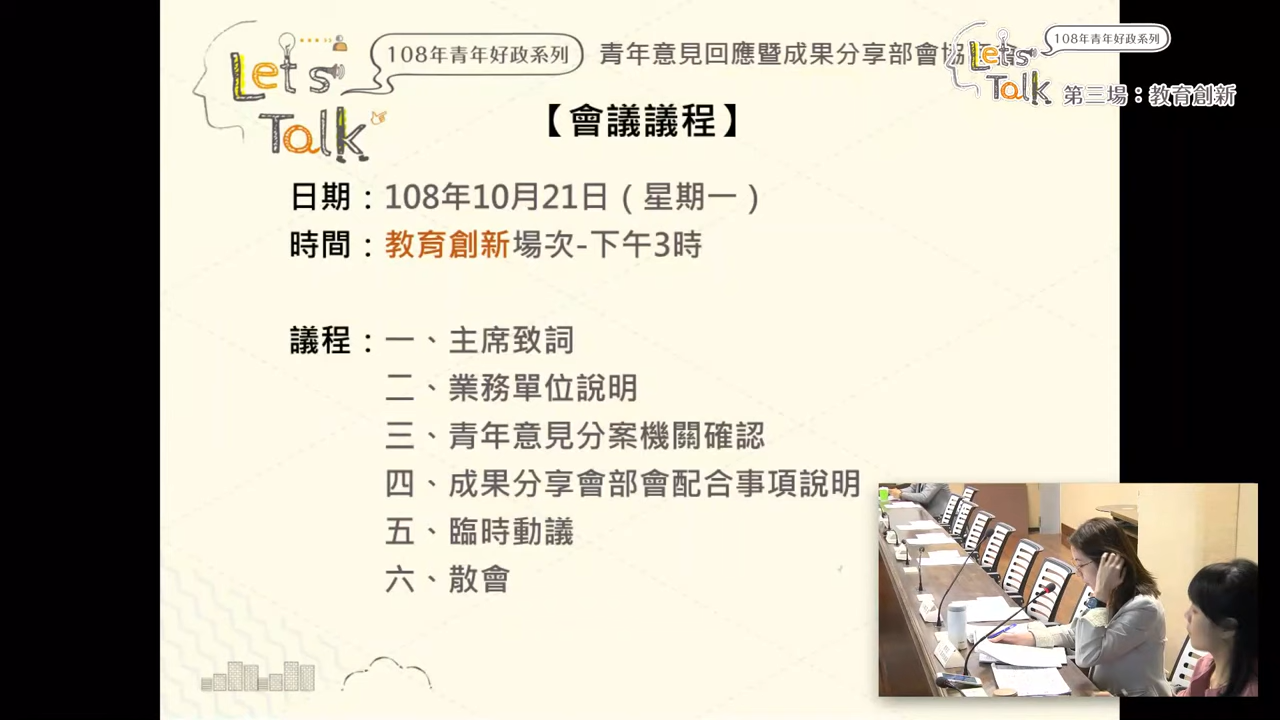 Let's Talk
108年青年好政系列
青年意見回應暨成果分享部會協
Let's Talk
108年青年好政系列
第三場：教育創新
【會議議程】
日期：108年10月21日（星期一）
時間：教育創新場次-下午3時
議程：一、主席致詞
二、業務單位說明
三、青年意見分案機關確認
四、成果分享會部會配合事項說明
五、臨時動議
六、散會